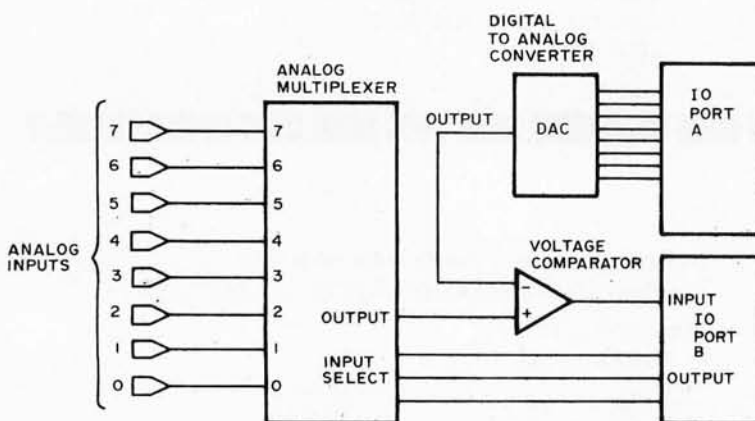 DIGITAL
TO ANALOG
CONVERTER
ANALOG
MULTIPLEXER
OUTPUT
DAC
IO
PORT
A
7
6
5
4
3
2
1
0
ANALOG
INPUTS
7
6
5
4
3
2
1
0
OUTPUT
INPUT
SELECT
VOLTAGE
COMPARATOR
-
+
INPUT
IO
PORT
B
OUTPUT